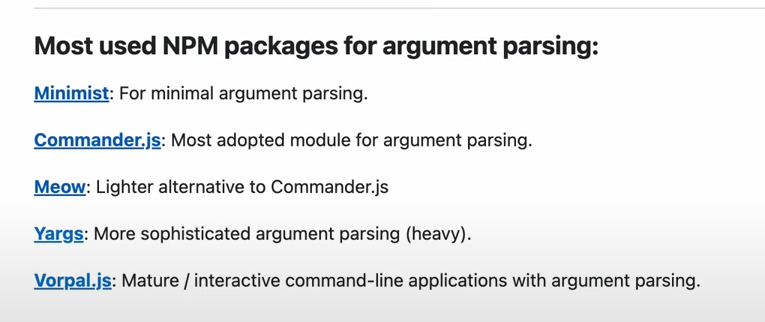 Most used NPM packages for argument parsing:
Minimist: For minimal argument parsing.
Commander.js: Most adopted module for argument parsing.
Meow: Lighter alternative to Commander.js
Yargs: More sophisticated argument parsing (heavy).
Vorpal.js: Mature / interactive command-line applications with argument parsing.